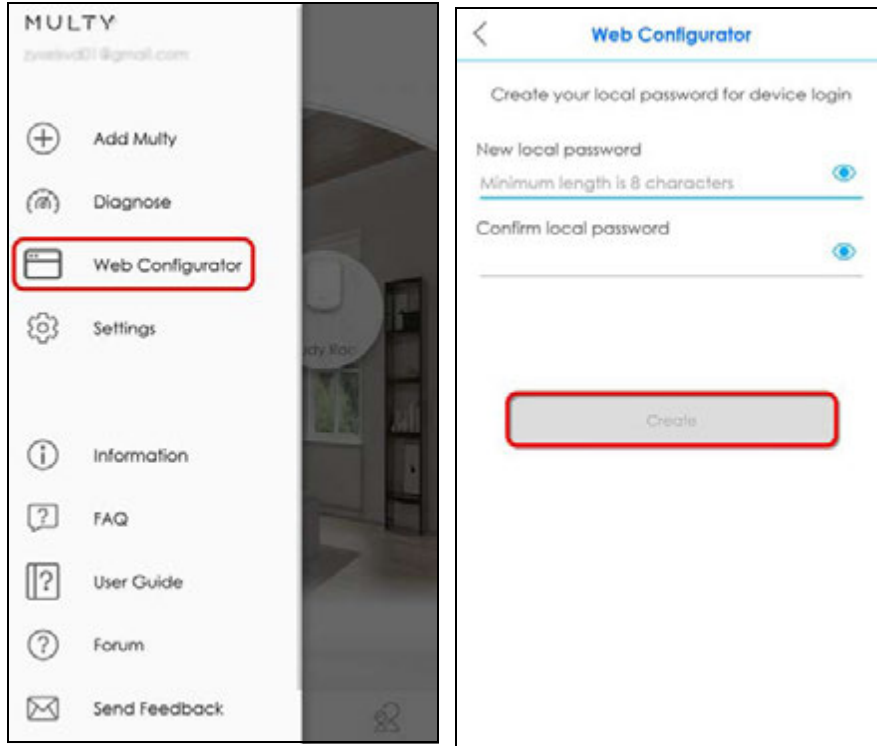 MULTY
Add Multy
Diagnose
Web Configurator
Settings
Information
FAQ
User Guide
Forum
Send Feedback
Web Configurator
Create your local password for device login
New local password
Minimum length is 8 characters
Confirm local password
Create